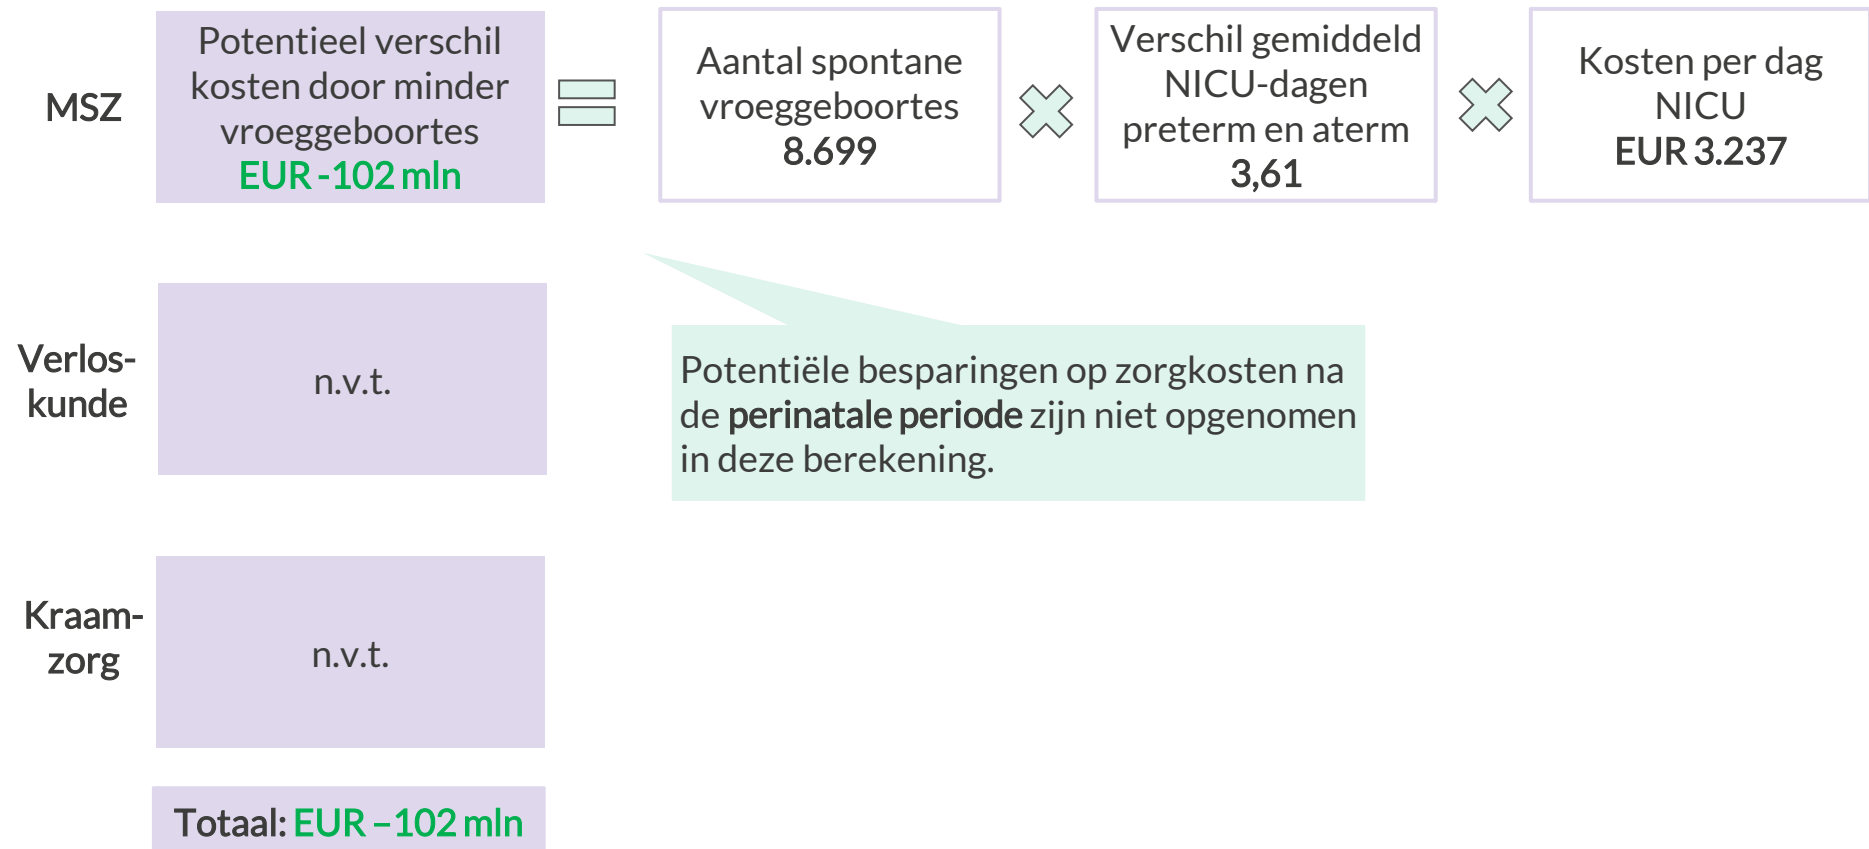 MSZ
Potentieel verschil
kosten door minder
vroeggeboortes
EUR -102 mln
Aantal spontane
vroeggeboortes
8.699
Verschil gemiddeld
NICU-dagen
preterm en aterm
3,61
Kosten per dag
NICU
EUR 3.237
Verlos-
kunde
n.v.t.
Potentiële besparingen op zorgkosten na
de perinatale periode zijn niet opgenomen
in deze berekening.
Kraam-
zorg
n.v.t.
Totaal: EUR –102 mln